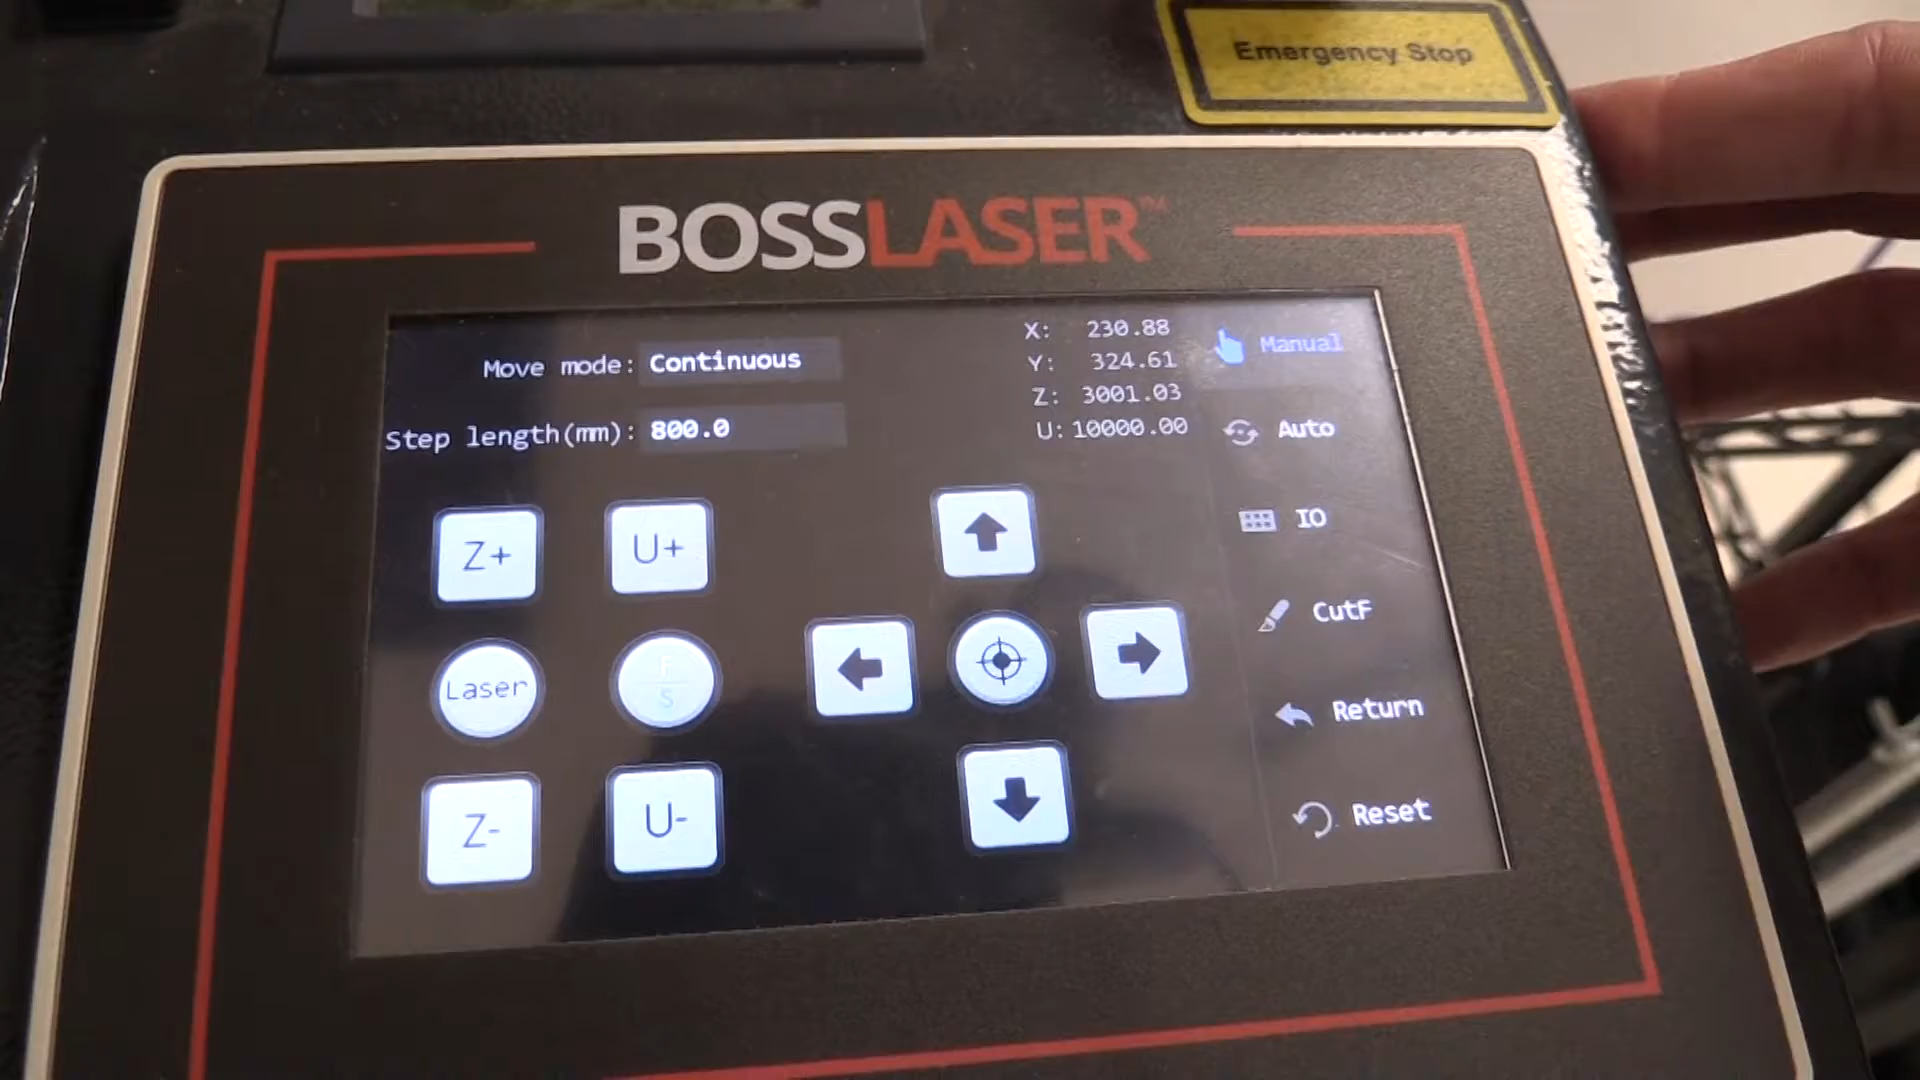 Emergency Stop
BOSSLASER™
Move mode: Continuous
Step length(mm): 800.0
X: 230.88
Y: 324.61
Z: 3001.03
U: 10000.00
Manual
Auto
IO
CutF
Return
Reset
Z+
U+
Laser
F
S
Z-
U-